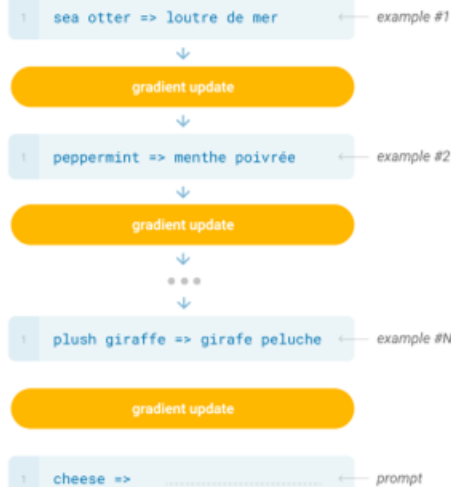 1 sea otter => loutre de mer example #1
gradient update
1 peppermint => menthe poivrée example #2
gradient update
1 plush giraffe => girafe peluche example #N
gradient update
1 cheese => prompt